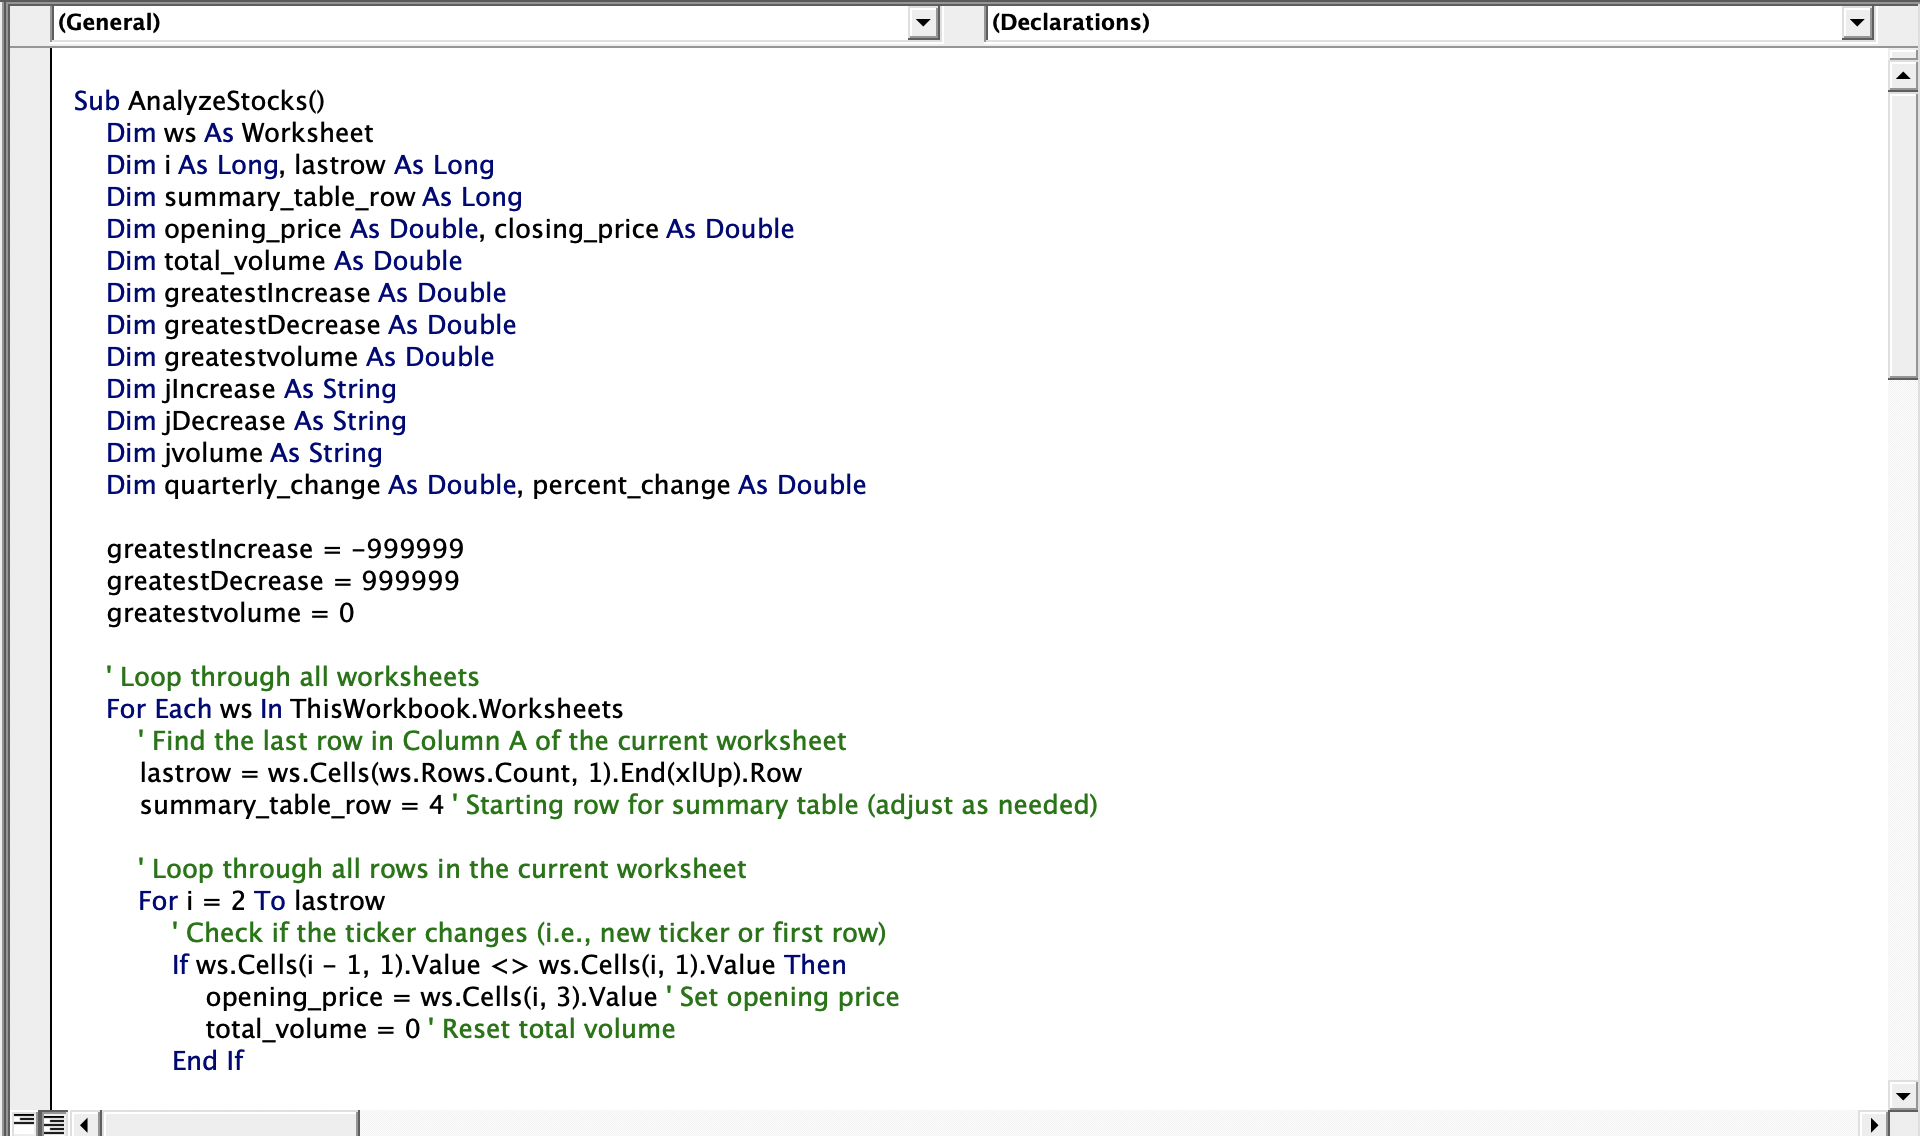 (General)
(Declarations)
Sub AnalyzeStocks()
Dim ws As Worksheet
Dim i As Long, lastrow As Long
Dim summary_table_row As Long
Dim opening_price As Double, closing_price As Double
Dim total_volume As Double
Dim greatestIncrease As Double
Dim greatestDecrease As Double
Dim greatestvolume As Double
Dim jIncrease As String
Dim jDecrease As String
Dim jvolume As String
Dim quarterly_change As Double, percent_change As Double
greatestIncrease = -999999
greatestDecrease = 999999
greatestvolume = 0
' Loop through all worksheets
For Each ws In ThisWorkbook.Worksheets
' Find the last row in Column A of the current worksheet
lastrow = ws.Cells(ws.Rows.Count, 1).End(xlUp).Row
summary_table_row = 4 ' Starting row for summary table (adjust as needed)
' Loop through all rows in the current worksheet
For i = 2 To lastrow
' Check if the ticker changes (i.e., new ticker or first row)
If ws.Cells(i - 1, 1).Value <> ws.Cells(i, 1).Value Then
opening_price = ws.Cells(i, 3).Value ' Set opening price
total_volume = 0 ' Reset total volume
End If